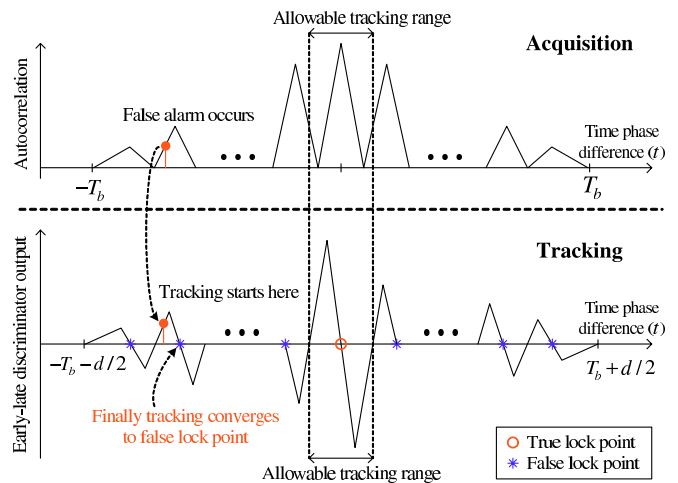 Allowable tracking range
Acquisition
Autocorrelation
False alarm occurs
Time phase
difference (t)
−T_b
T_b
Tracking
Early-late discriminator output
Tracking starts here
Time phase
difference (t)
−T_b − d / 2
T_b + d / 2
Finally tracking converges
to false lock point
True lock point
False lock point
Allowable tracking range